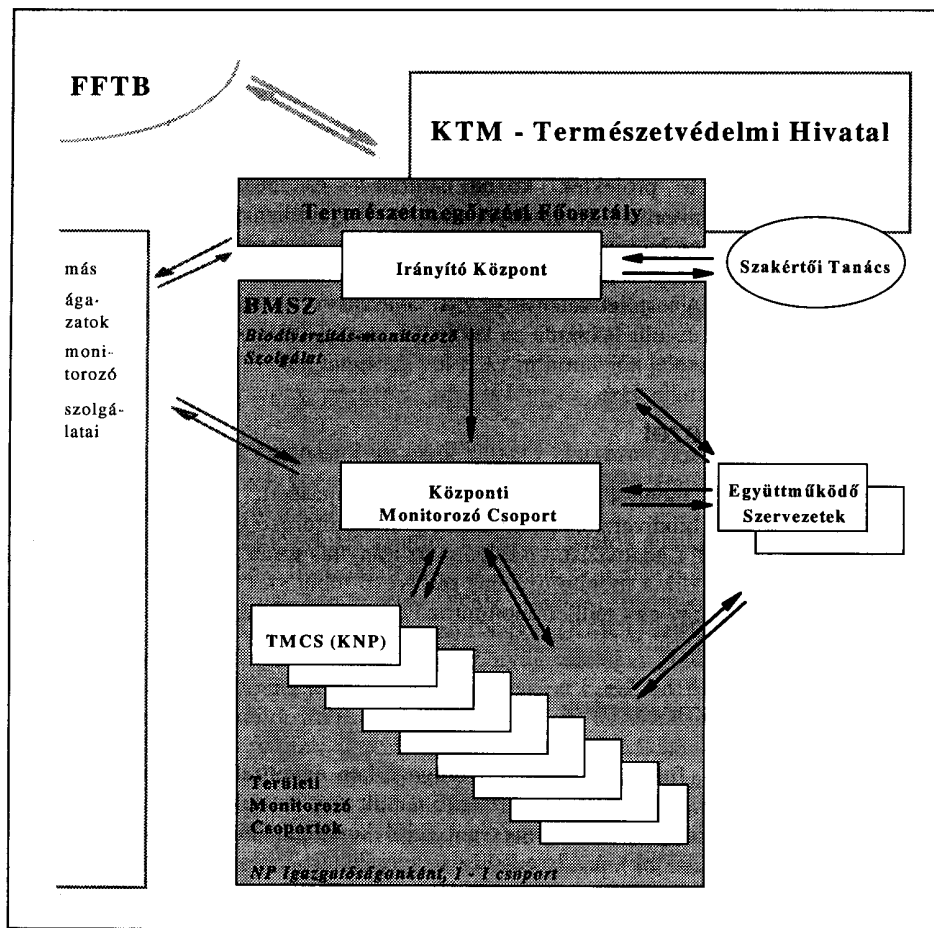 FFTB
KTM - Természetvédelmi Hivatal
Természetmegőrzési Főosztály
Irányító Központ
Szakértői Tanács
más
ága-
zatok
moni-
torozó
szolgá-
latai
BMSZ
Biodiverzitás-monitorozó
Szolgálat
Központi
Monitorozó Csoport
Együttműködő
Szervezetek
TMCS (KNP)
Területi
Monitorozó
Csoportok
NP Igazgatóságonként, 1 - 1 csoport